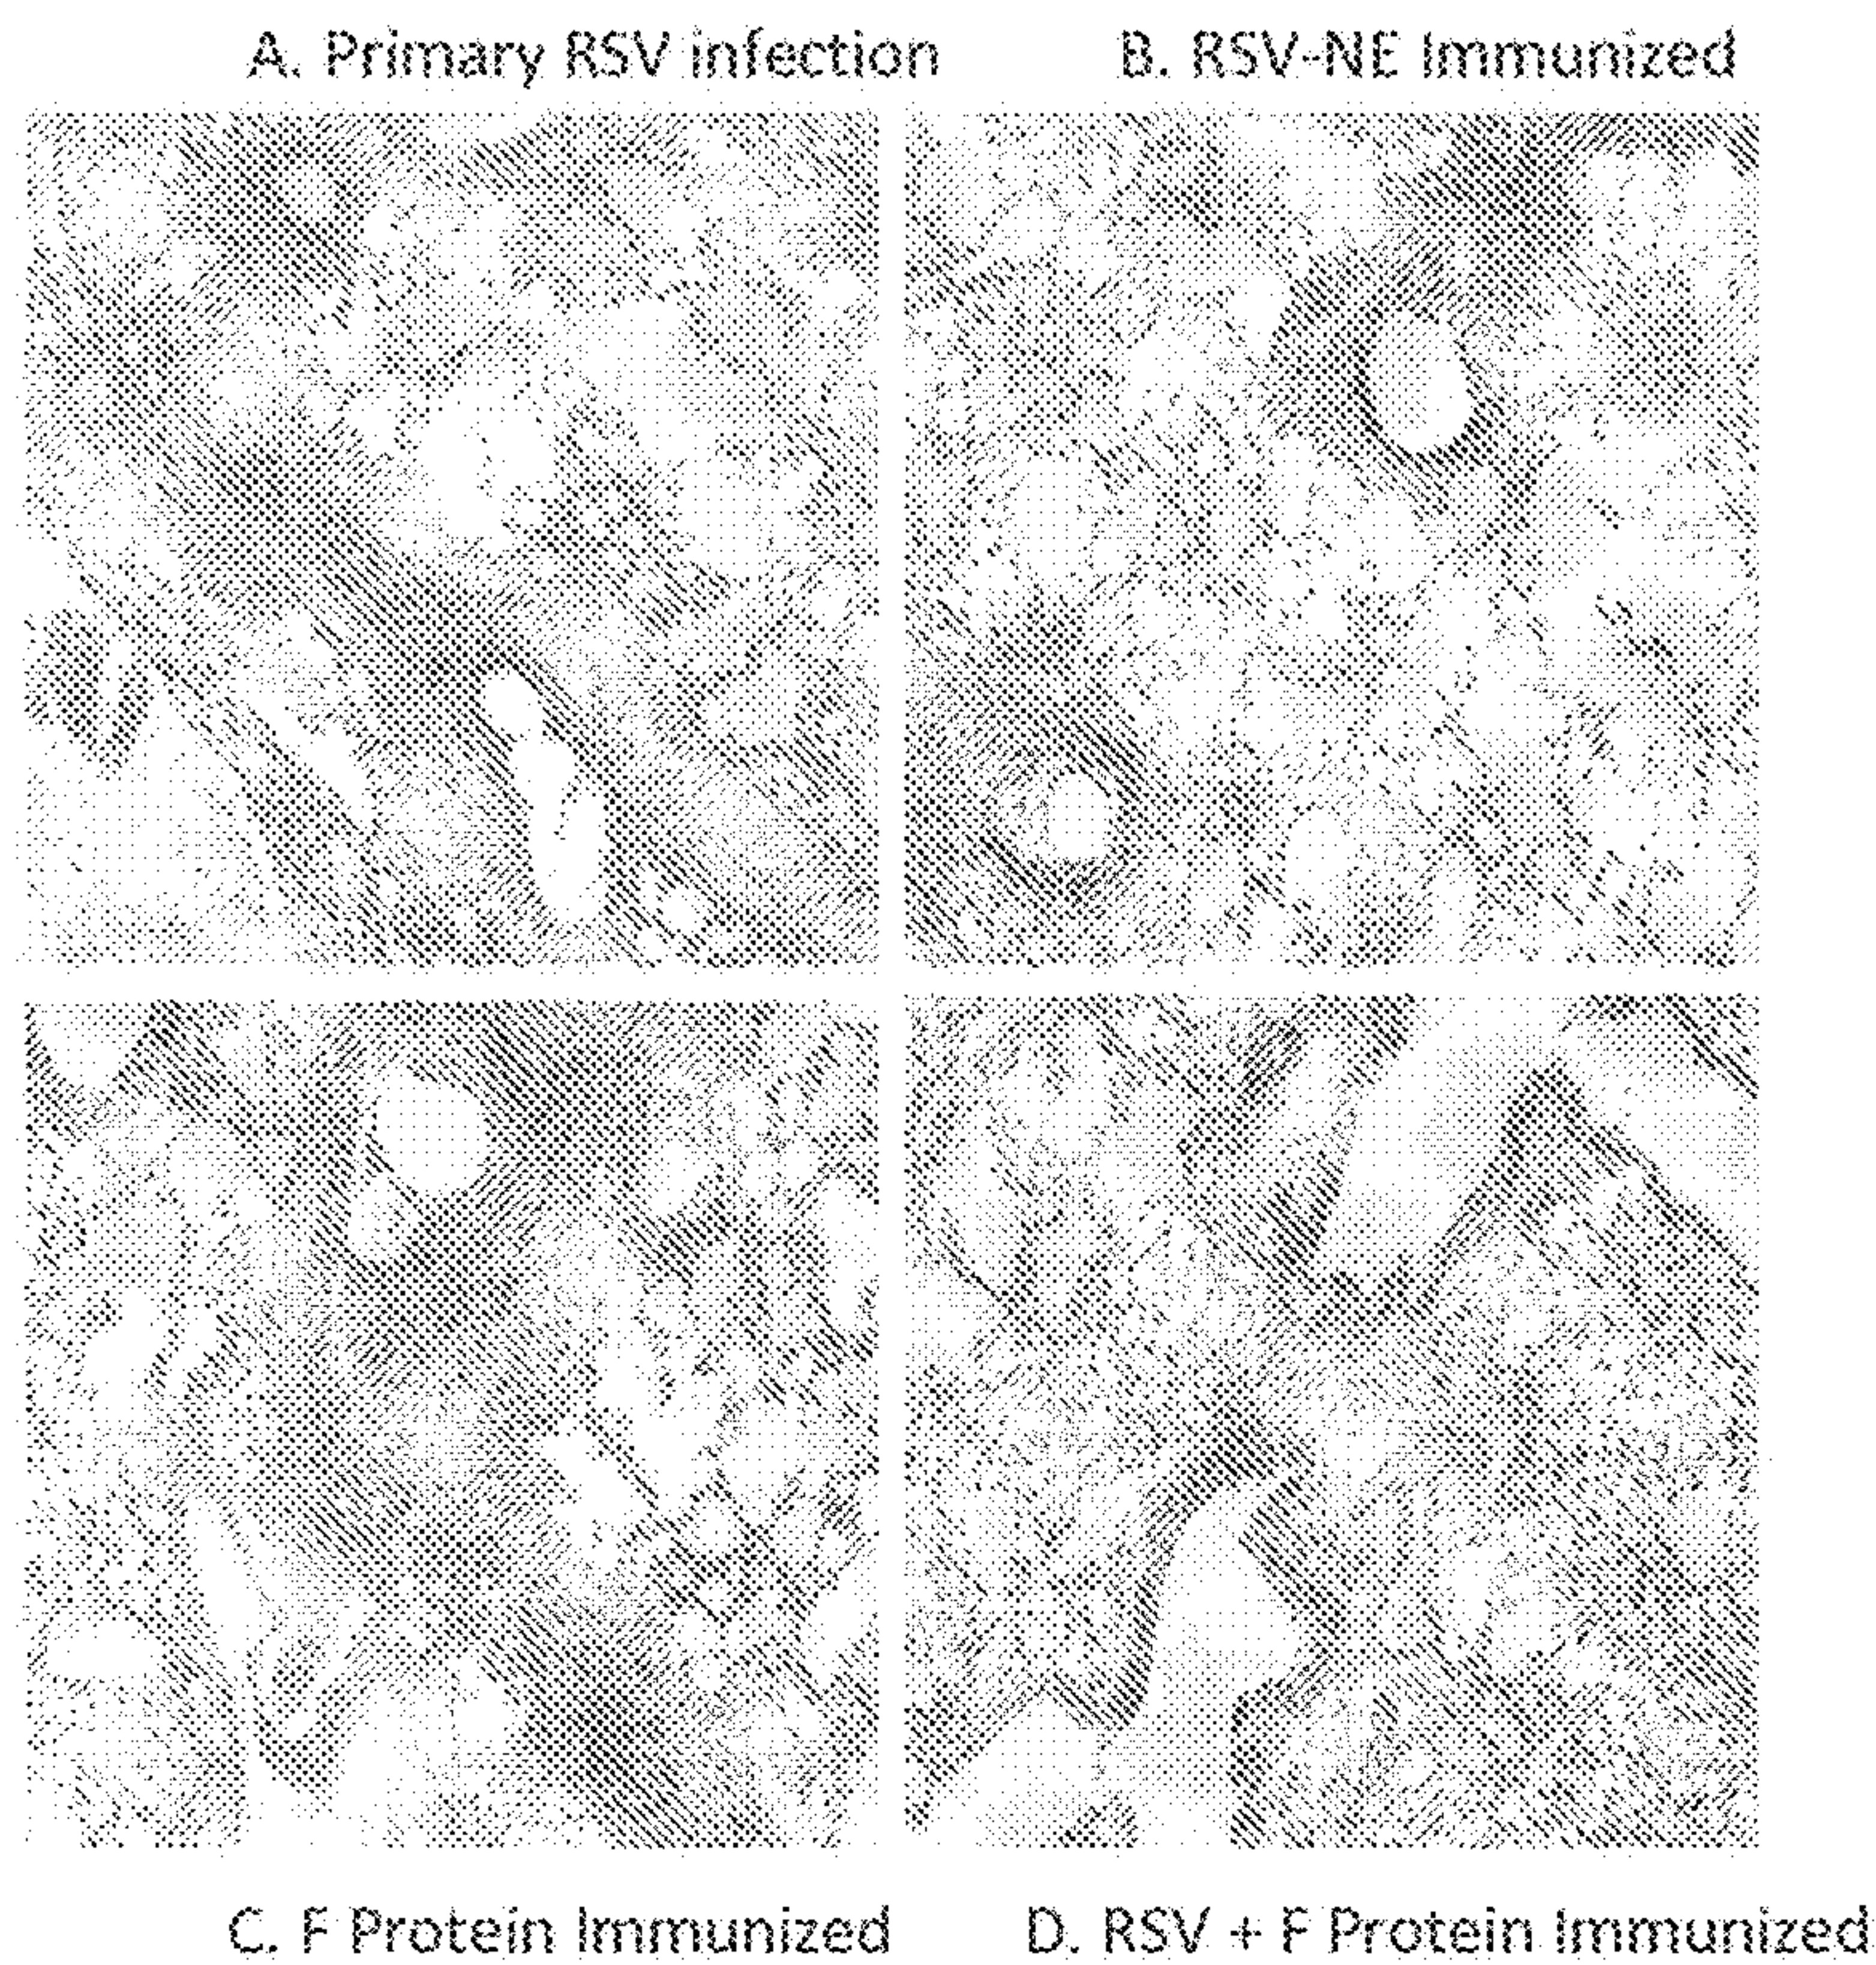 A. Primary RSV infection
B. RSV-NE Immunized
C. F Protein Immunized
D. RSV + F Protein Immunized